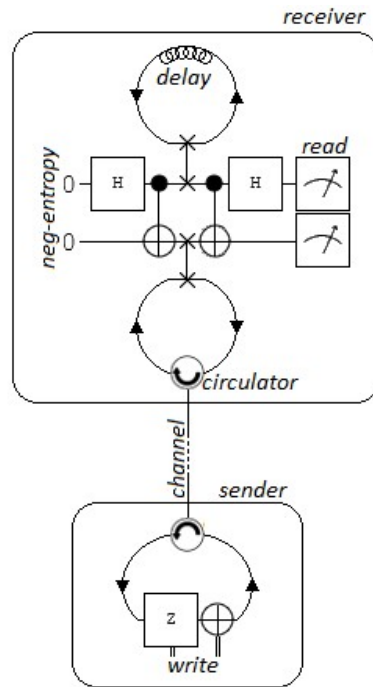 receiver
delay
neg-entropy
0 H H read
0
circulator
channel
sender
Z
write